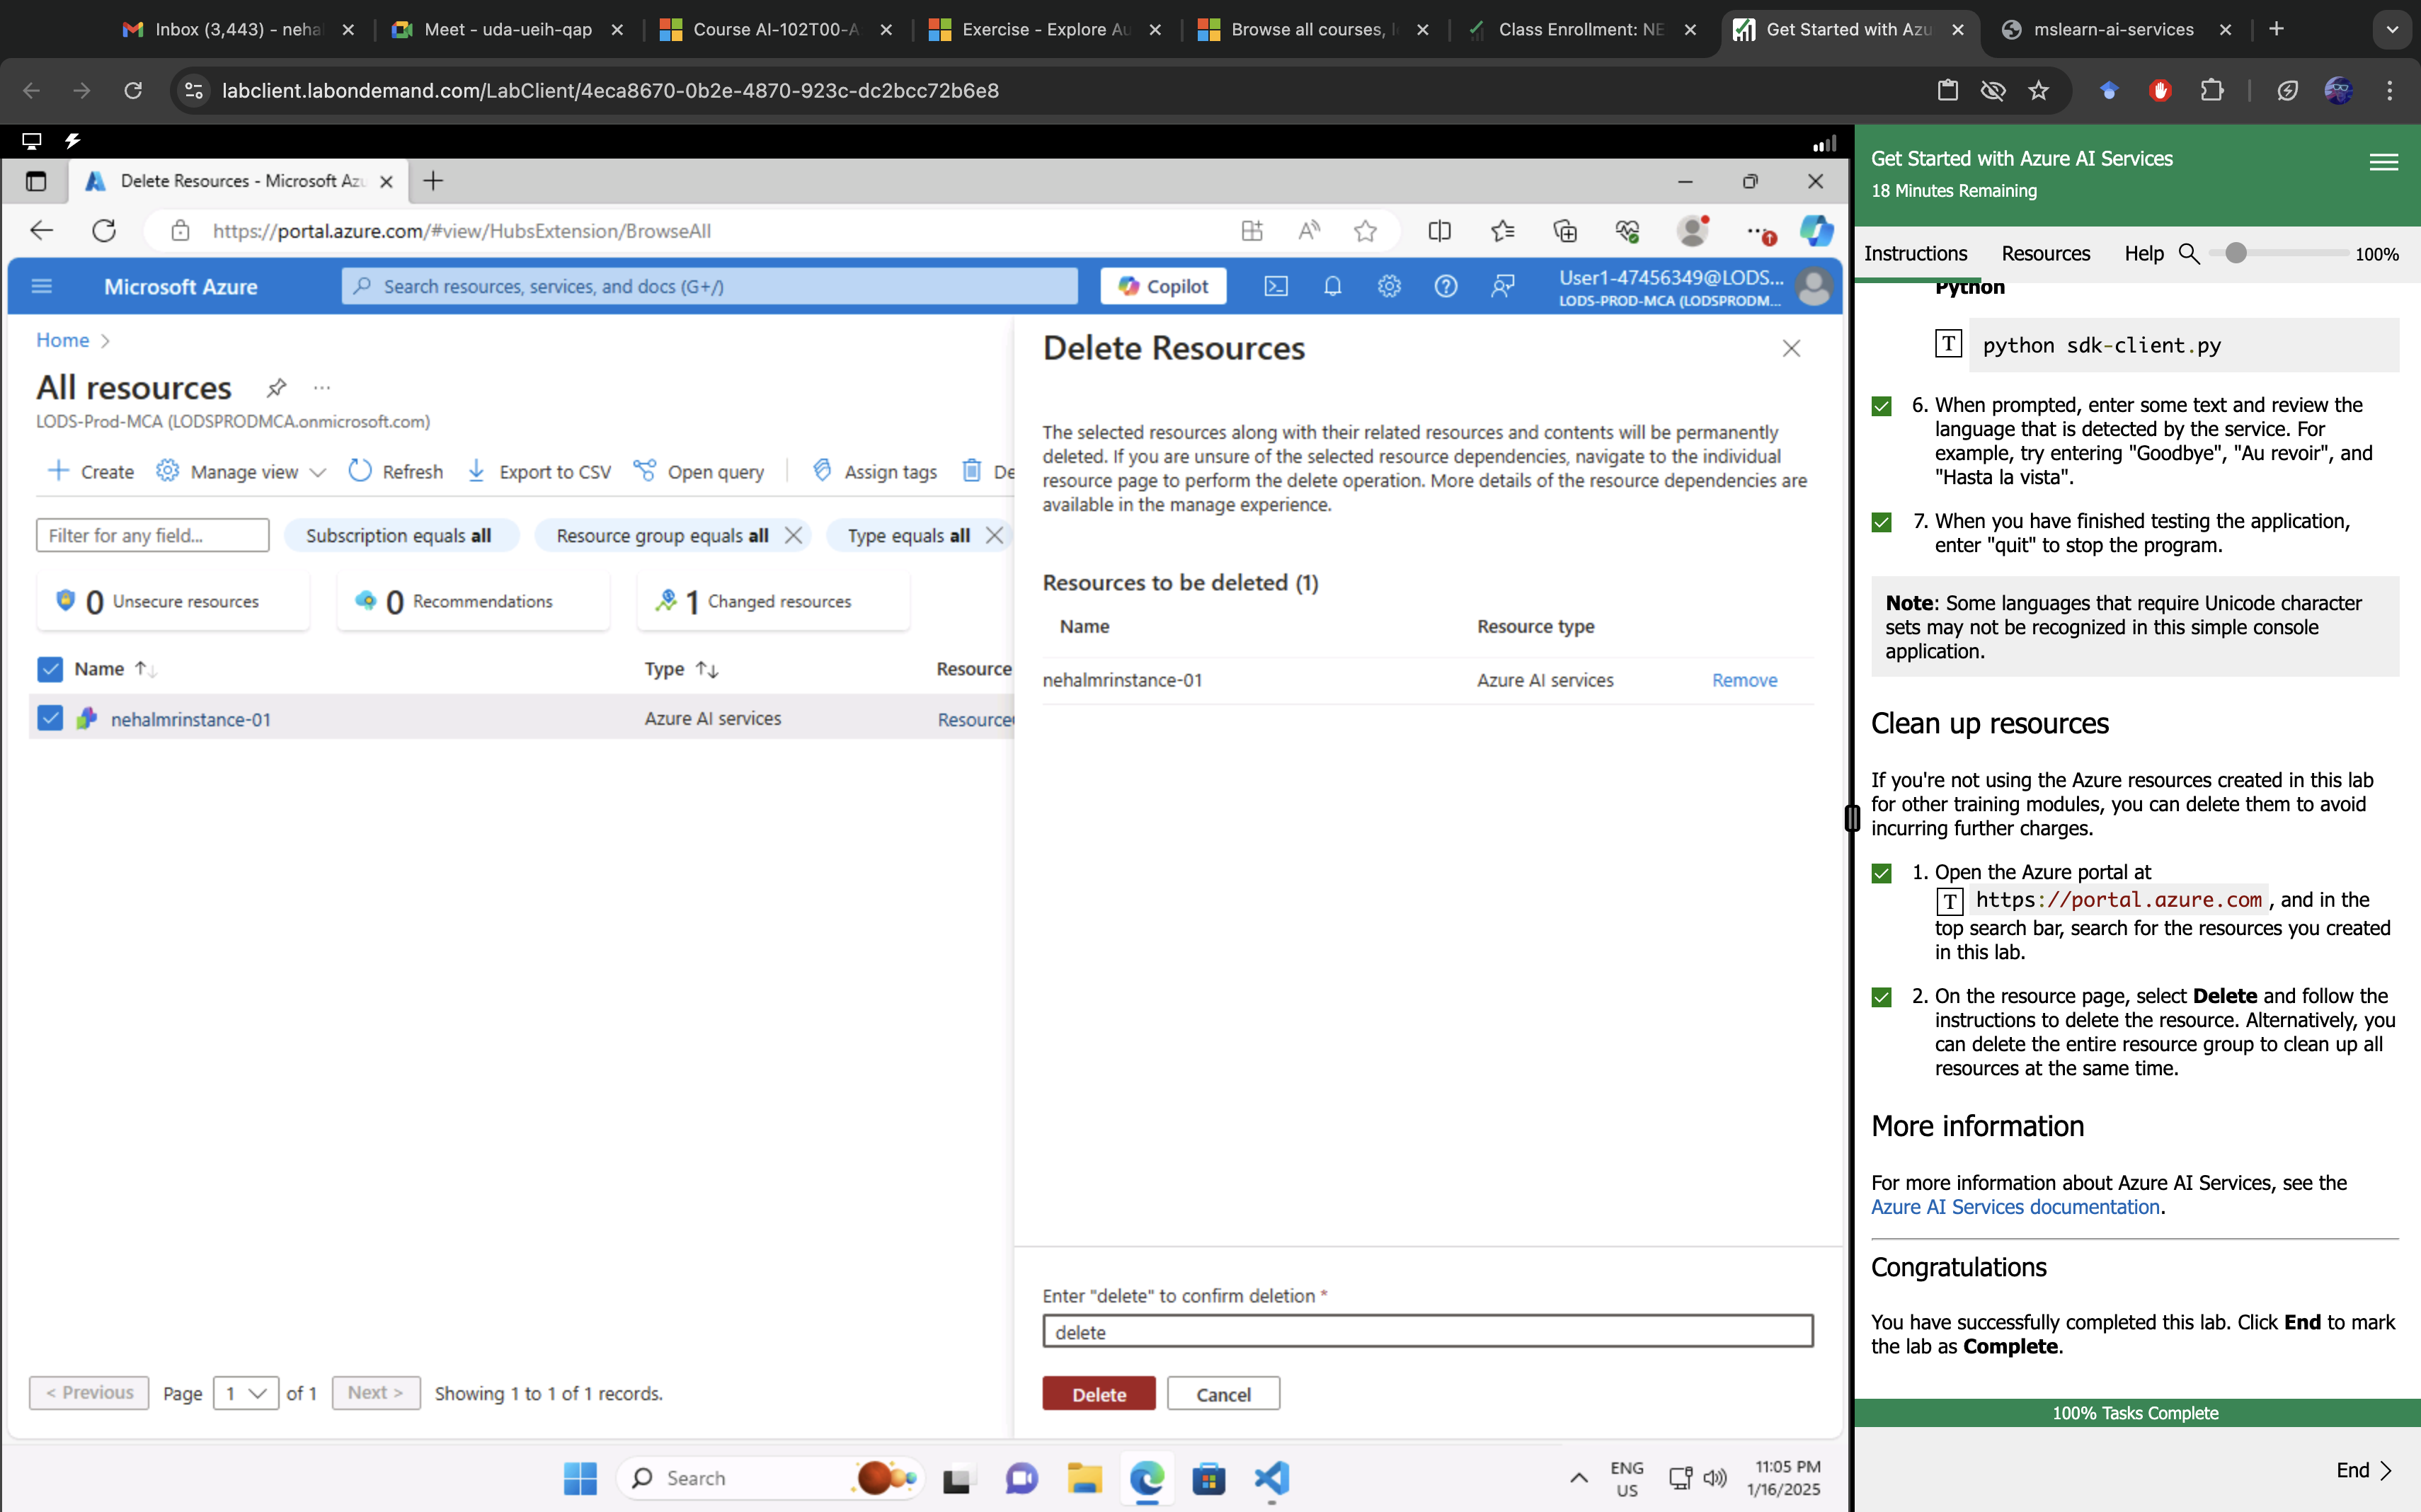 Inbox (3,443) - neha
Meet - uda-ueih-qap
Course AI-102T00-A
Exercise - Explore Au
Browse all courses, l
Class Enrollment: NE
Get Started with Azu
mslearn-ai-services
labclient.labondemand.com/LabClient/4eca8670-0b2e-4870-923c-dc2bcc72b6e8
Delete Resources - Microsoft Azu
https://portal.azure.com/#view/HubsExtension/BrowseAll
Microsoft Azure
Search resources, services, and docs (G+/)
Copilot
User1-47456349@LODS...
LODS-PROD-MCA (LODSPRODM...
Home
All resources
LODS-Prod-MCA (LODSPRODMCA.onmicrosoft.com)
Create
Manage view
Refresh
Export to CSV
Open query
Assign tags
De
Filter for any field...
Subscription equals all
Resource group equals all
Type equals all
0 Unsecure resources
0 Recommendations
1 Changed resources
Name
Type
Resource
nehalmrinstance-01
Azure AI services
Resource
< Previous
Page
1
of 1
Next >
Showing 1 to 1 of 1 records.
Delete Resources
The selected resources along with their related resources and contents will be permanently
deleted. If you are unsure of the selected resource dependencies, navigate to the individual
resource page to perform the delete operation. More details of the resource dependencies are
available in the manage experience.
Resources to be deleted (1)
Name
Resource type
nehalmrinstance-01
Azure AI services
Remove
Enter "delete" to confirm deletion *
delete
Delete
Cancel
Search
ENG
US
11:05 PM
1/16/2025
Get Started with Azure AI Services
18 Minutes Remaining
Instructions
Resources
Help
100%
Python
T
python sdk-client.py
6. When prompted, enter some text and review the
language that is detected by the service. For
example, try entering "Goodbye", "Au revoir", and
"Hasta la vista".
7. When you have finished testing the application,
enter "quit" to stop the program.
Note: Some languages that require Unicode character
sets may not be recognized in this simple console
application.
Clean up resources
If you're not using the Azure resources created in this lab
for other training modules, you can delete them to avoid
incurring further charges.
1. Open the Azure portal at
T https://portal.azure.com , and in the
top search bar, search for the resources you created
in this lab.
2. On the resource page, select Delete and follow the
instructions to delete the resource. Alternatively, you
can delete the entire resource group to clean up all
resources at the same time.
More information
For more information about Azure AI Services, see the
Azure AI Services documentation.
Congratulations
You have successfully completed this lab. Click End to mark
the lab as Complete.
100% Tasks Complete
End